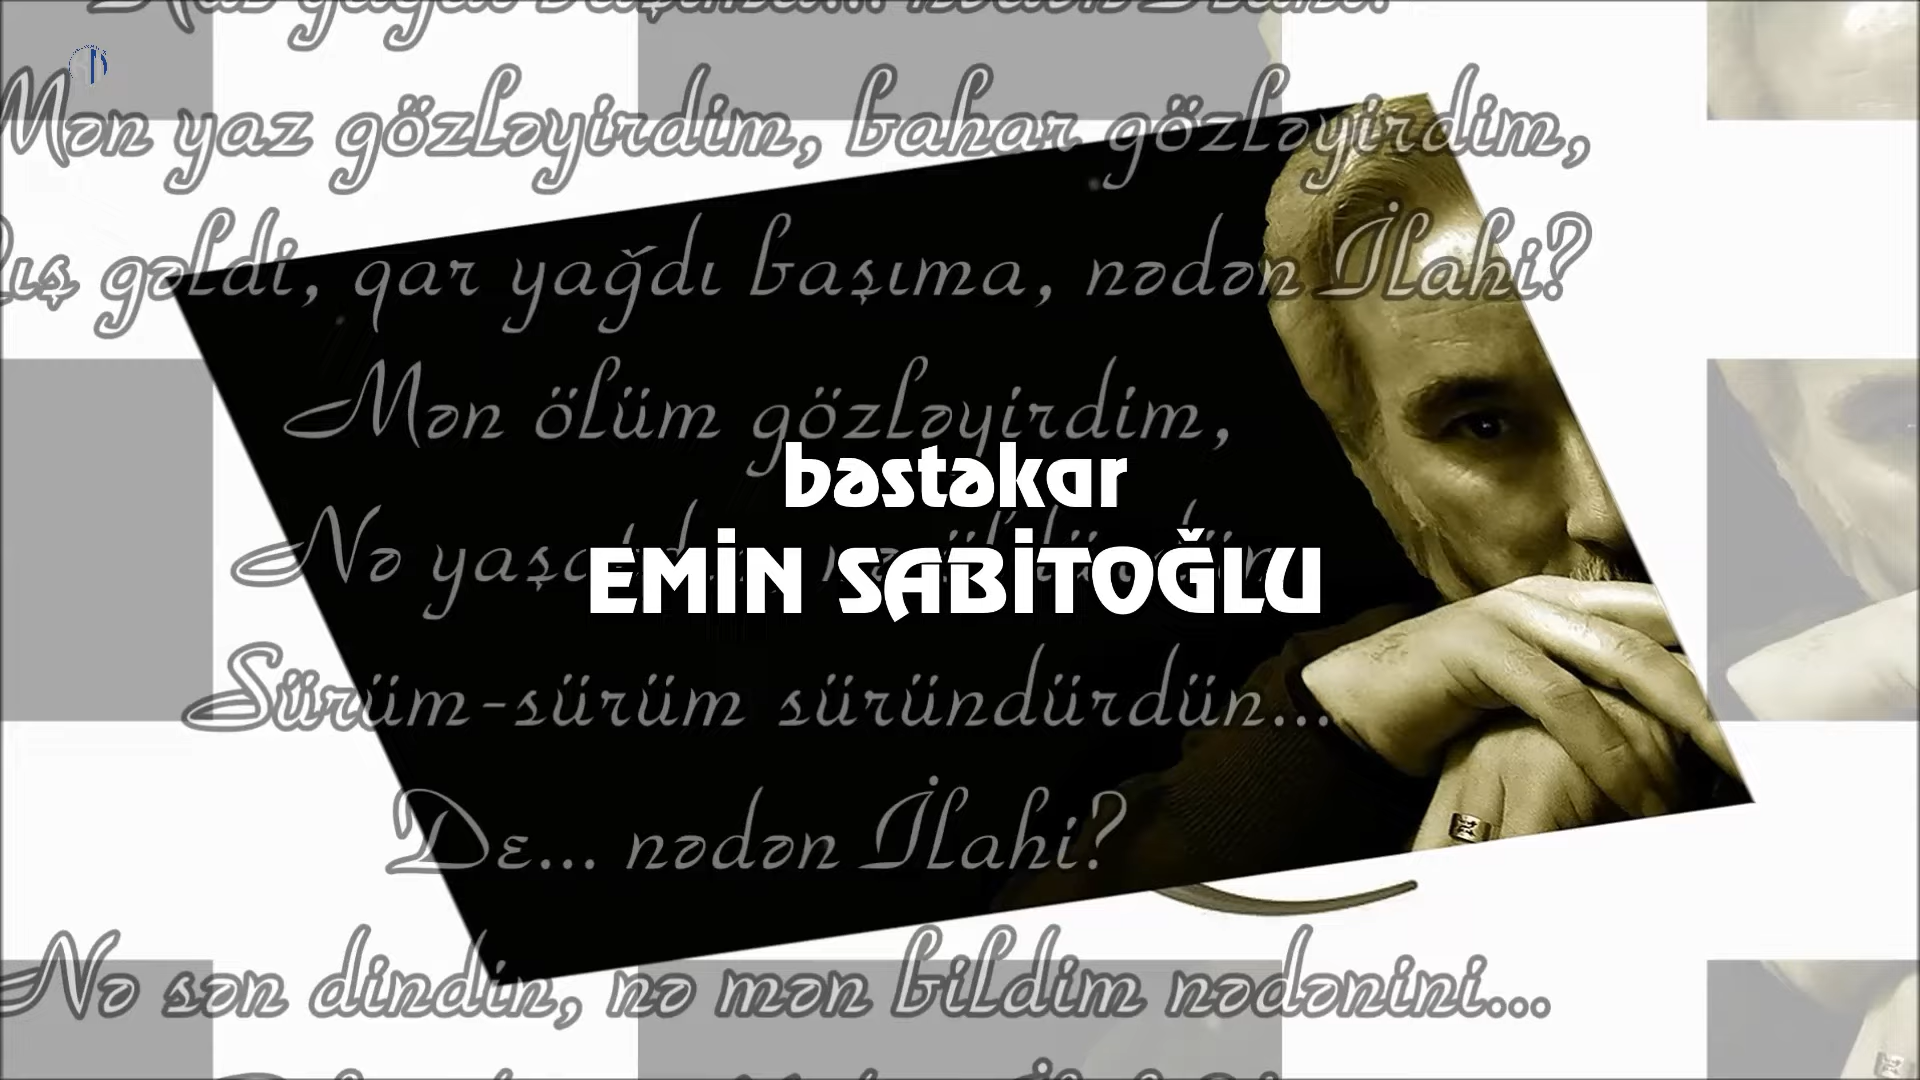 Mən yaz gözləyirdim, bahar gözləyirdim,
gəldi, qar yağdı başıma, nədən İlahi?
Mən ölüm gözləyirdim,
bəstəkar
Nə
EMİN SABİTOĞLU
Sürüm-sürüm süründürdün...
De... nədən İlahi?
Nə sən dindin, nə mən bildim nədənini...